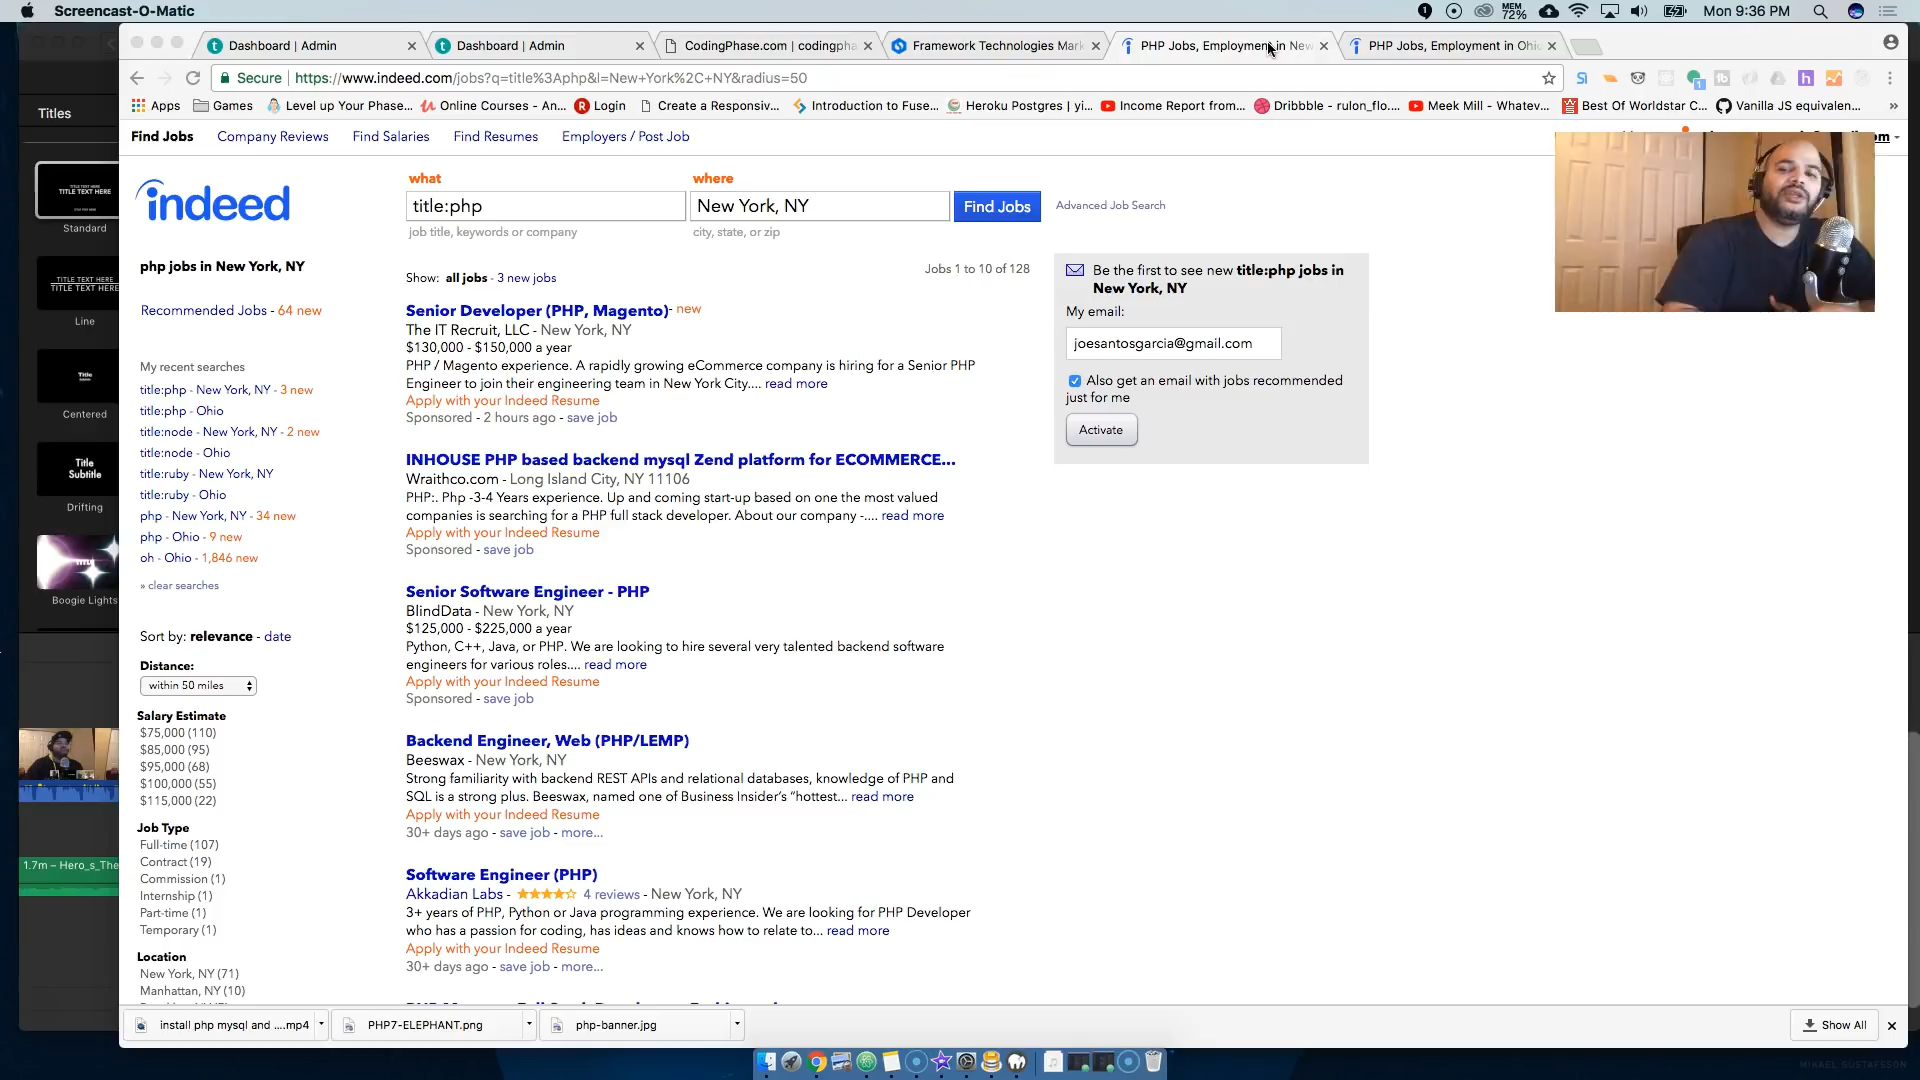 Screencast-O-Matic
MEM
72%
Mon 9:36 PM
Dashboard | Admin
Dashboard | Admin
CodingPhase.com | codingpha
Framework Technologies Mar
PHP Jobs, Employment in New
PHP Jobs, Employment in Ohi
Secure
https://www.indeed.com/jobs?q=title%3Aphp&l=New+York%2C+NY&radius=50
Apps
Games
Level up Your Phase...
Online Courses - An...
Login
Create a Responsiv...
Introduction to Fuse...
Heroku Postgres | yi...
Income Report from...
Dribbble - rulon_flo....
Meek Mill - Whatev...
Best Of Worldstar C...
Vanilla JS equivalen...
»
Titles
TITLE TEXT HERE
Standard
TITLE TEXT HERE
TITLE TEXT HERE
Line
Title
Centered
Title
Subtitle
Drifting
Boogie Lights
1.7m – Hero_s_The
Find Jobs
Company Reviews
Find Salaries
Find Resumes
Employers / Post Job
om
indeed
what
where
title:php
New York, NY
Find Jobs
Advanced Job Search
job title, keywords or company
city, state, or zip
php jobs in New York, NY
Recommended Jobs - 64 new
My recent searches
title:php - New York, NY - 3 new
title:php - Ohio
title:node - New York, NY - 2 new
title:node - Ohio
title:ruby - New York, NY
title:ruby - Ohio
php - New York, NY - 34 new
php - Ohio - 9 new
oh - Ohio - 1,846 new
» clear searches
Sort by: relevance - date
Distance:
within 50 miles
Salary Estimate
$75,000 (110)
$85,000 (95)
$95,000 (68)
$100,000 (55)
$115,000 (22)
Job Type
Full-time (107)
Contract (19)
Commission (1)
Internship (1)
Part-time (1)
Temporary (1)
Location
New York, NY (71)
Manhattan, NY (10)
Show: all jobs - 3 new jobs
Jobs 1 to 10 of 128
Senior Developer (PHP, Magento) - new
The IT Recruit, LLC - New York, NY
$130,000 - $150,000 a year
PHP / Magento experience. A rapidly growing eCommerce company is hiring for a Senior PHP
Engineer to join their engineering team in New York City.... read more
Apply with your Indeed Resume
Sponsored - 2 hours ago - save job
INHOUSE PHP based backend mysql Zend platform for ECOMMERCE...
Wraithco.com - Long Island City, NY 11106
PHP:. Php -3-4 Years experience. Up and coming start-up based on one the most valued
companies is searching for a PHP full stack developer. About our company -.... read more
Apply with your Indeed Resume
Sponsored - save job
Senior Software Engineer - PHP
BlindData - New York, NY
$125,000 - $225,000 a year
Python, C++, Java, or PHP. We are looking to hire several very talented backend software
engineers for various roles.... read more
Apply with your Indeed Resume
Sponsored - save job
Backend Engineer, Web (PHP/LEMP)
Beeswax - New York, NY
Strong familiarity with backend REST APIs and relational databases, knowledge of PHP and
SQL is a strong plus. Beeswax, named one of Business Insider's "hottest... read more
Apply with your Indeed Resume
30+ days ago - save job - more...
Software Engineer (PHP)
Akkadian Labs - 4 reviews - New York, NY
3+ years of PHP, Python or Java programming experience. We are looking for PHP Developer
who has a passion for coding, has ideas and knows how to relate to... read more
Apply with your Indeed Resume
30+ days ago - save job - more...
Be the first to see new title:php jobs in
New York, NY
My email:
joesantosgarcia@gmail.com
Also get an email with jobs recommended
just for me
Activate
install php mysql and ....mp4
PHP7-ELEPHANT.png
php-banner.jpg
Show All
MIKAEL GUSTAFSSON